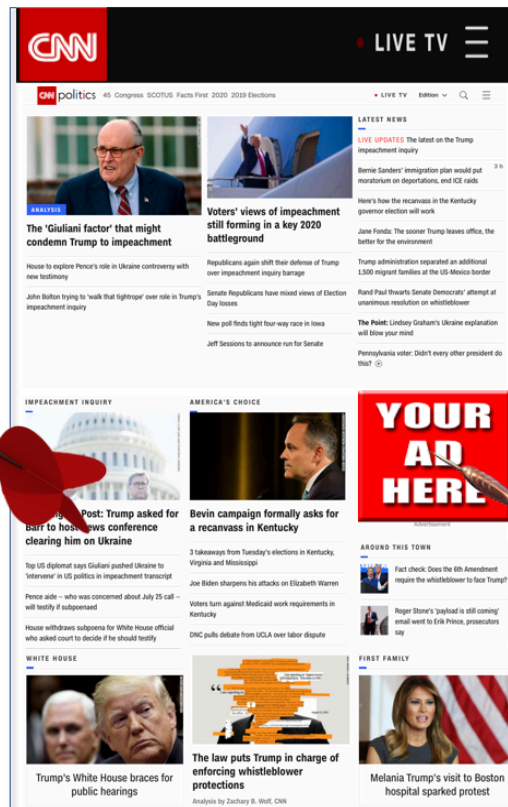 CNN
LIVE TV
CNN politics 45 Congress SCOTUS Facts First 2020 2019 Elections
LIVE TV Edition
ANALYSIS
The 'Giuliani factor' that might
condemn Trump to impeachment
House to explore Pence's role in Ukraine controversy with
new testimony
John Bolton trying to 'walk that tightrope' over role in Trump's
impeachment inquiry
Voters' views of impeachment
still forming in a key 2020
battleground
Republicans again shift their defense of Trump
over impeachment inquiry barrage
Senate Republicans have mixed views of Election
Day losses
New poll finds tight four-way race in Iowa
Jeff Sessions to announce run for Senate
LATEST NEWS
LIVE UPDATES The latest on the Trump
impeachment inquiry
3 h
Bernie Sanders' immigration plan would put
moratorium on deportations, end ICE raids
Here's how the recanvass in the Kentucky
governor election will work
Jane Fonda: The sooner Trump leaves office, the
better for the environment
Trump administration separated an additional
1,500 migrant families at the US-Mexico border
Rand Paul thwarts Senate Democrats' attempt at
unanimous resolution on whistleblower
The Point: Lindsey Graham's Ukraine explanation
will blow your mind
Pennsylvania voter: Didn't every other president do
this?
IMPEACHMENT INQUIRY
Post: Trump asked for
Barr to host news conference
clearing him on Ukraine
Top US diplomat says Giuliani pushed Ukraine to
'intervene' in US politics in impeachment transcript
Pence aide -- who was concerned about July 25 call --
will testify if subpoenaed
House withdraws subpoena for White House official
who asked court to decide if he should testify
AMERICA'S CHOICE
Bevin campaign formally asks for
a recanvass in Kentucky
3 takeaways from Tuesday's elections in Kentucky,
Virginia and Mississippi
Joe Biden sharpens his attacks on Elizabeth Warren
Voters turn against Medicaid work requirements in
Kentucky
DNC pulls debate from UCLA over labor dispute
YOUR
AD
HERE
Advertisement
AROUND THIS TOWN
Fact check: Does the 6th Amendment
require the whistleblower to face Trump?
Roger Stone's 'payload is still coming'
email went to Erik Prince, prosecutors
say
WHITE HOUSE
Trump's White House braces for
public hearings
The law puts Trump in charge of
enforcing whistleblower
protections
Analysis by Zachary B. Wolf, CNN
FIRST FAMILY
Melania Trump's visit to Boston
hospital sparked protest